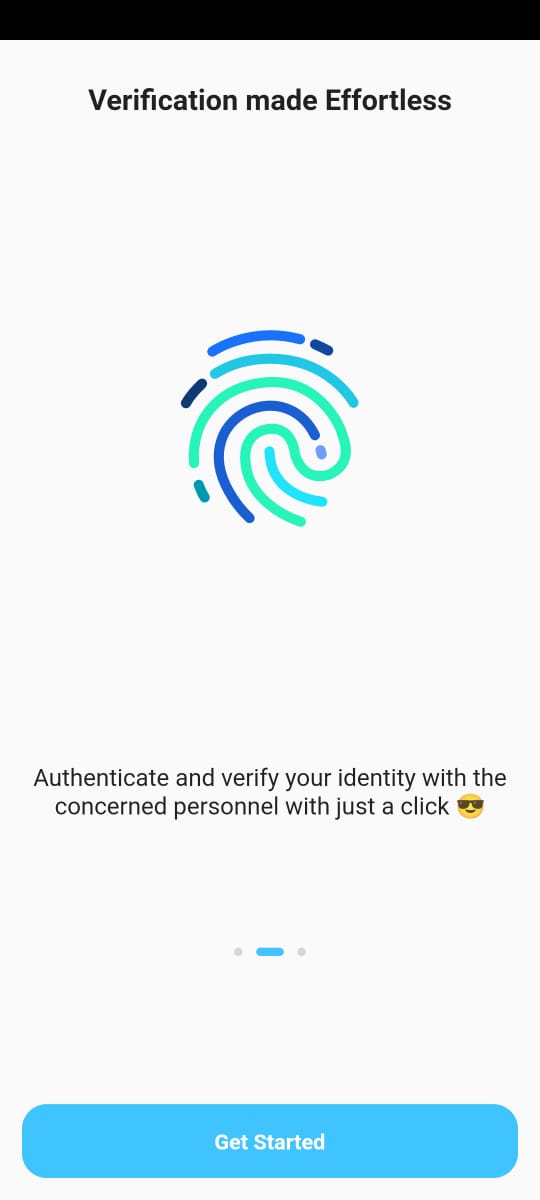 Verification made Effortless
Authenticate and verify your identity with the
concerned personnel with just a click 😎
Get Started